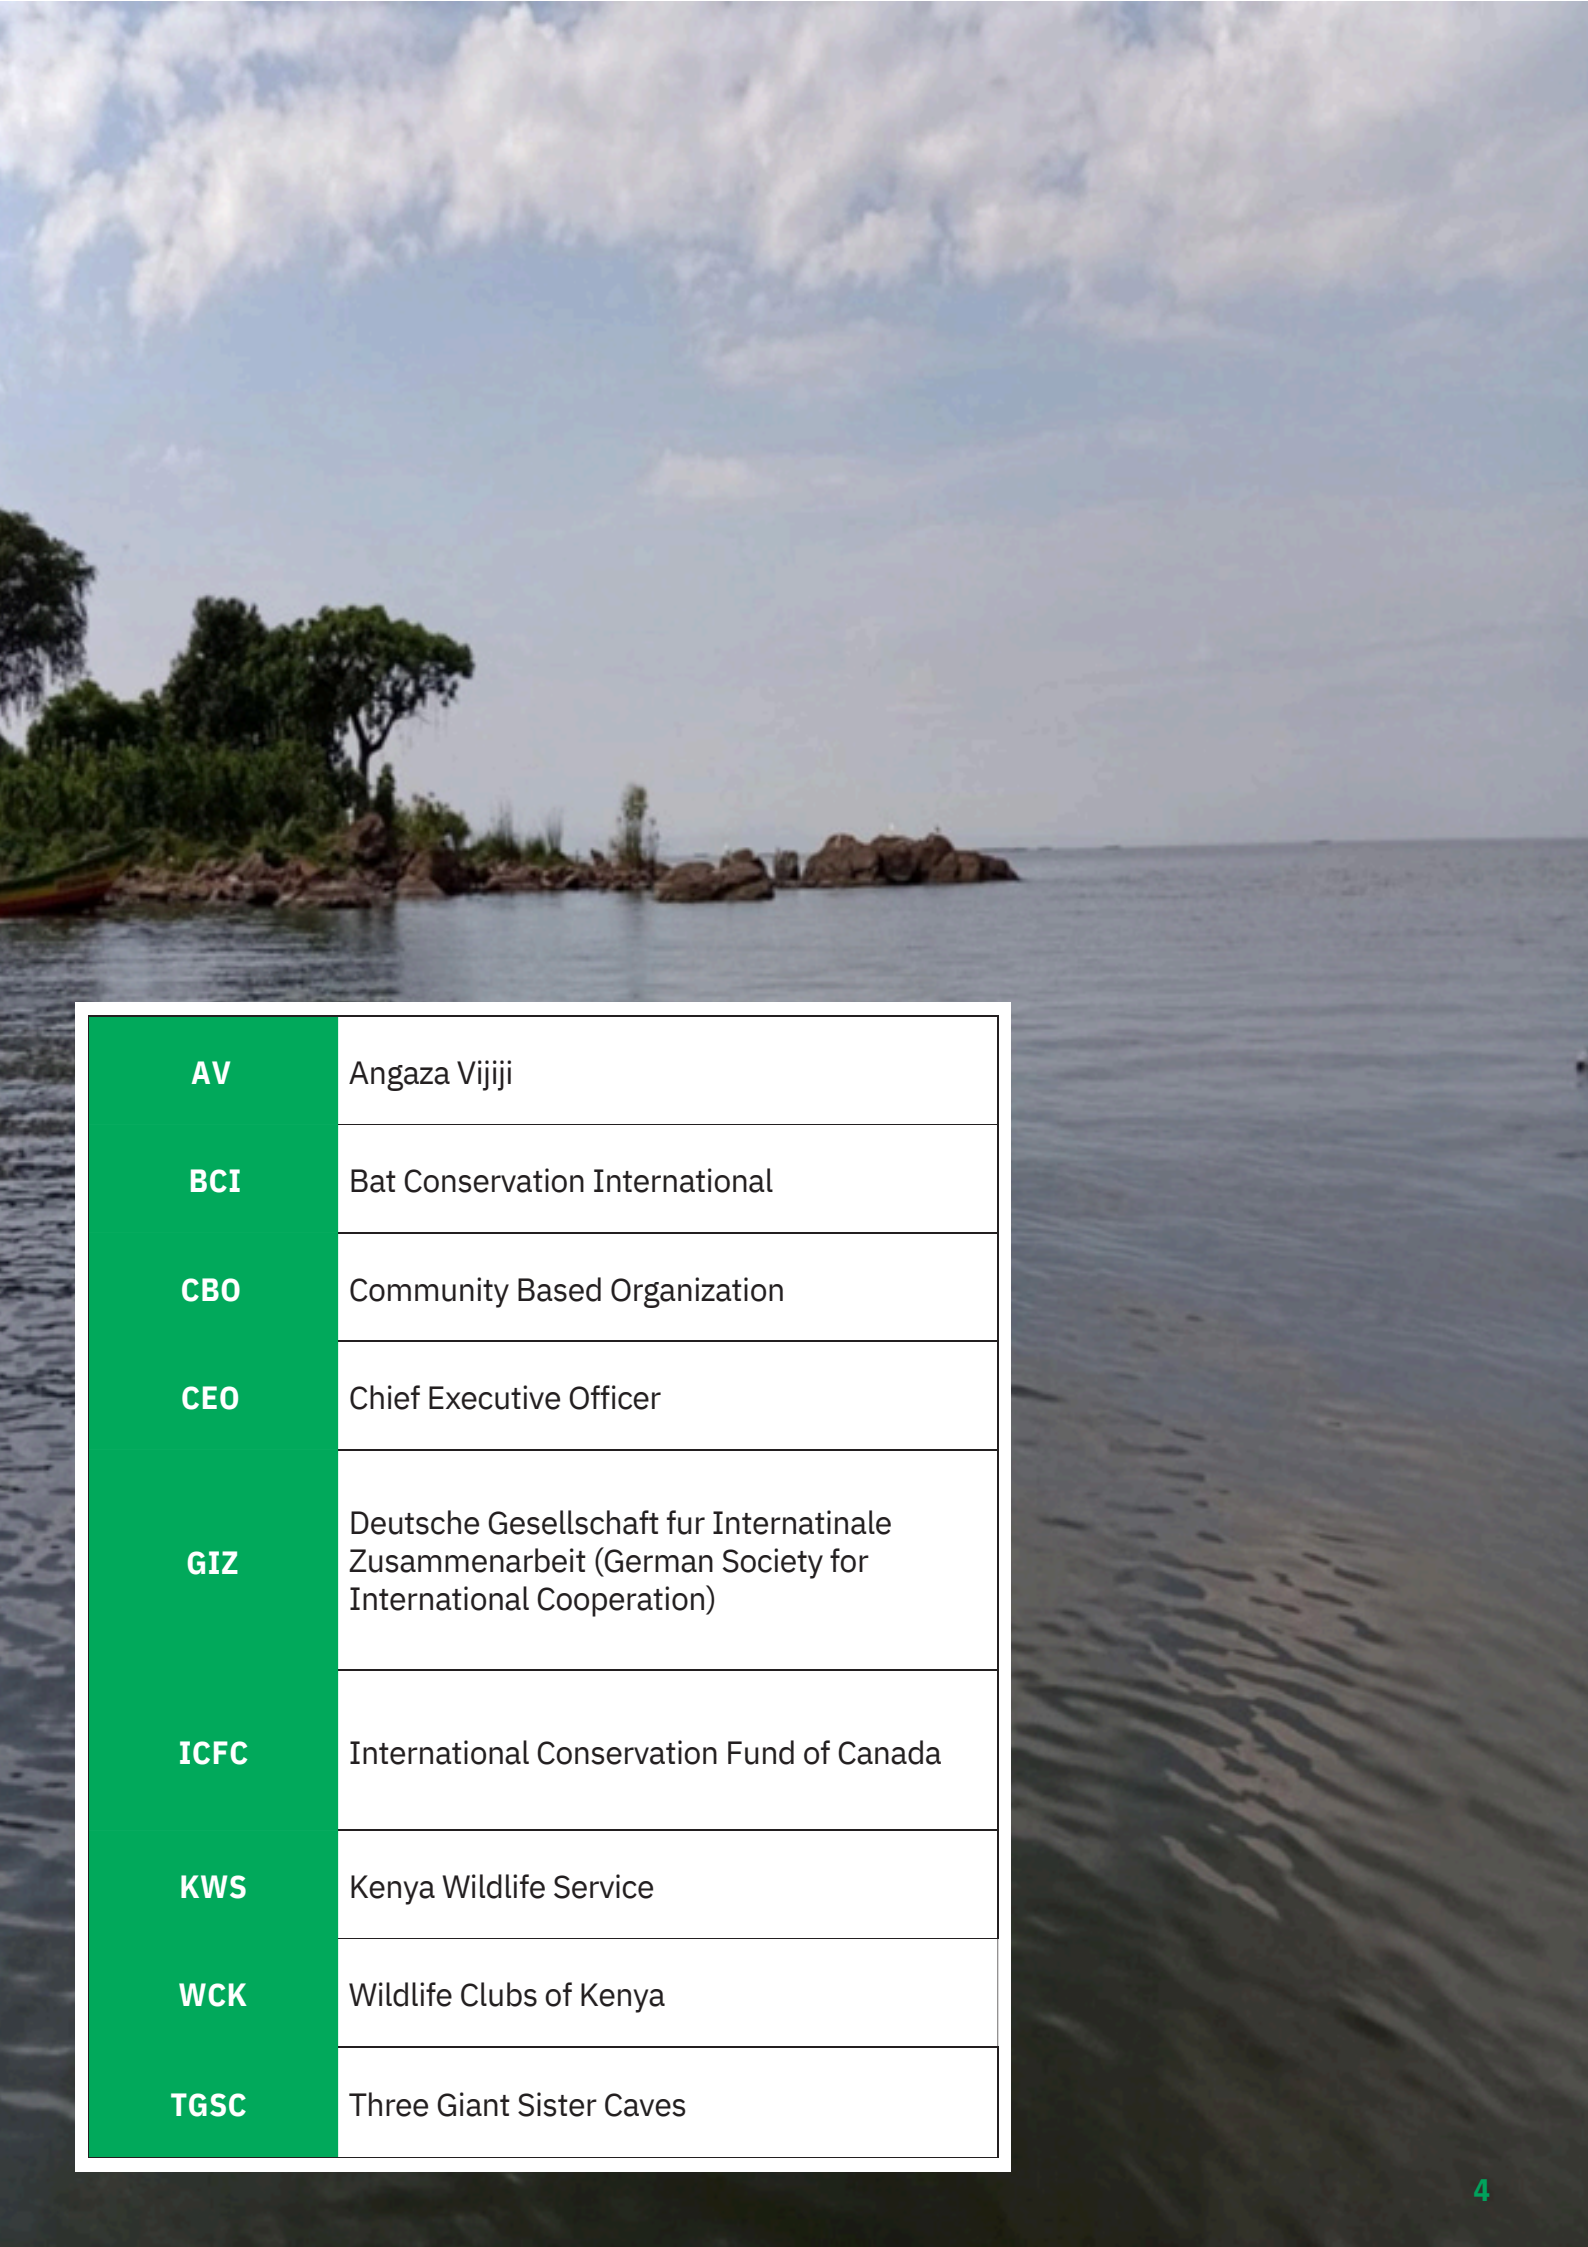 AV Angaza Vijiji
BCI Bat Conservation International
CBO Community Based Organization
CEO Chief Executive Officer
GIZ Deutsche Gesellschaft fur Internatinale
Zusammenarbeit (German Society for
International Cooperation)
ICFC International Conservation Fund of Canada
KWS Kenya Wildlife Service
WCK Wildlife Clubs of Kenya
TGSC Three Giant Sister Caves
4